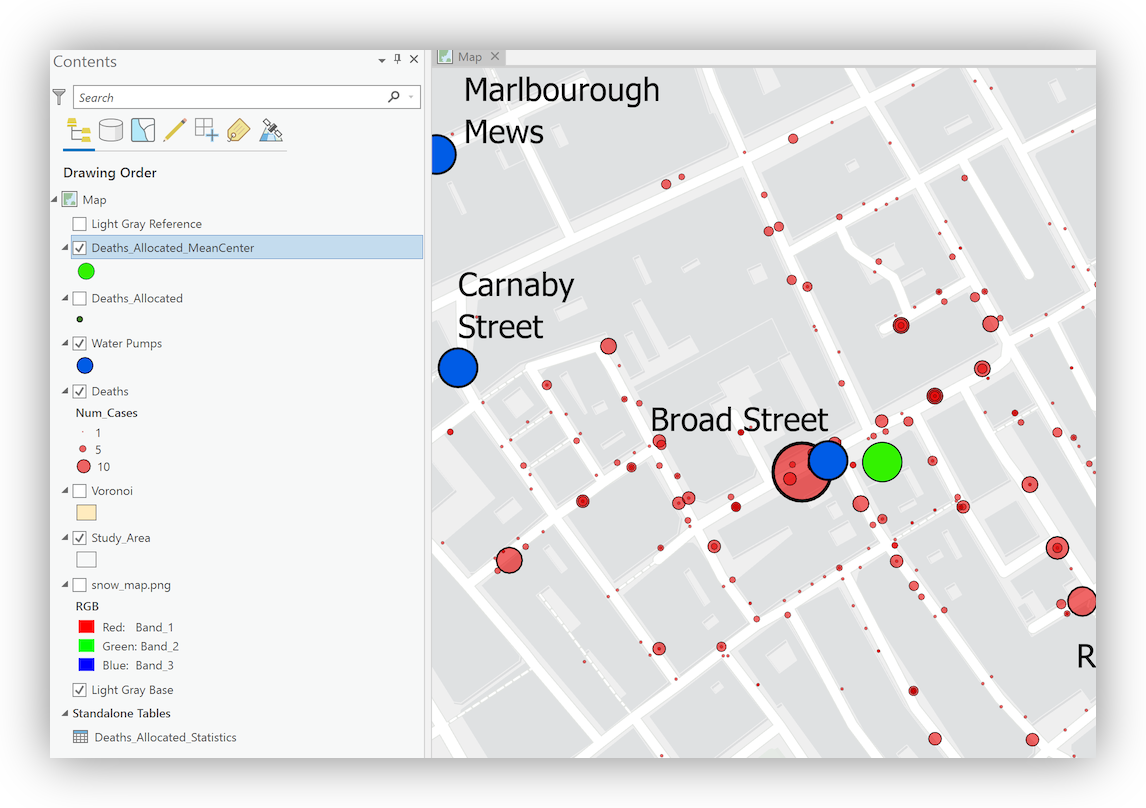 Contents
Search
Drawing Order
Map
Light Gray Reference
Deaths_Allocated_MeanCenter
Deaths_Allocated
Water Pumps
Deaths
Num_Cases
1
5
10
Voronoi
Study_Area
snow_map.png
RGB
Red: Band_1
Green: Band_2
Blue: Band_3
Light Gray Base
Standalone Tables
Deaths_Allocated_Statistics
Map
Marlbourough
Mews
Carnaby
Street
Broad Street
R